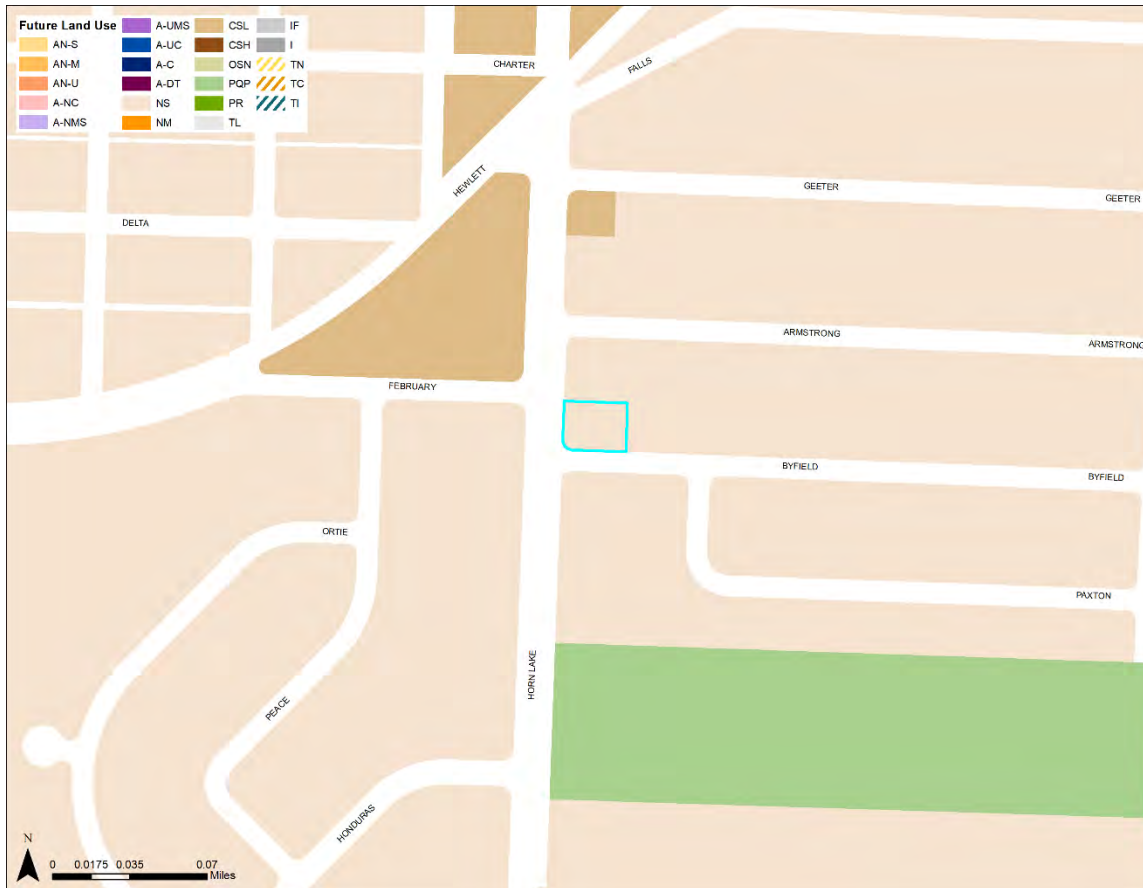 Future Land Use
AN-S
AN-M
AN-U
A-NC
A-NMS
A-UMS
A-UC
A-C
A-DT
NS
NM
CSL
CSH
OSN
PQP
PR
TL
IF
I
TN
TC
TI
CHARTER
FALLS
HEWLETT
GEETER
GEETER
DELTA
ARMSTRONG
ARMSTRONG
FEBRUARY
BYFIELD
BYFIELD
ORTIE
PAXTON
HORN LAKE
PEACE
HONDURAS
N
0 0.0175 0.035 0.07
Miles